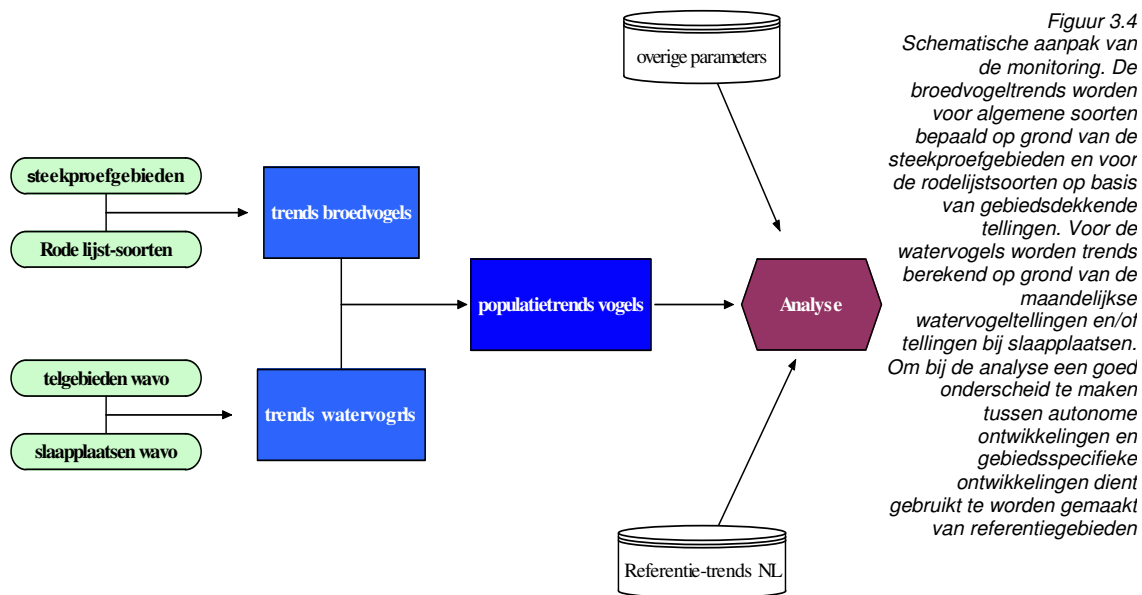 overige parameters
steekproefgebieden
Rode lijst-soorten
trends broedvogels
populatietrends vogels
Analyse
telgebieden wavo
slaapplaatsen wavo
trends watervogrls
Referentie-trends NL
Figuur 3.4
Schematische aanpak van
de monitoring. De
broedvogeltrends worden
voor algemene soorten
bepaald op grond van de
steekproefgebieden en voor
de rodelijstsoorten op basis
van gebiedsdekkende
tellingen. Voor de
watervogels worden trends
berekend op grond van de
maandelijkse
watervogeltellingen en/of
tellingen bij slaapplaatsen.
Om bij de analyse een goed
onderscheid te maken
tussen autonome
ontwikkelingen en
gebiedsspecifieke
ontwikkelingen dient
gebruikt te worden gemaakt
van referentiegebieden